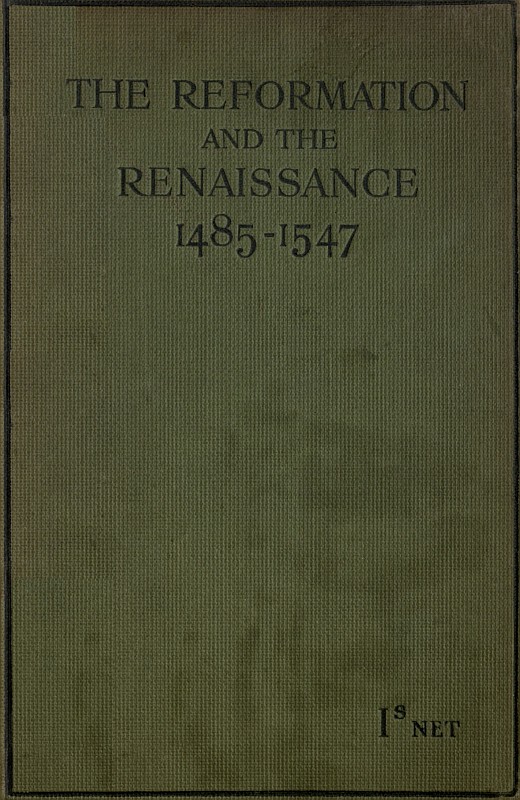 THE REFORMATION
AND THE
RENAISSANCE
1485-1547
1s NET